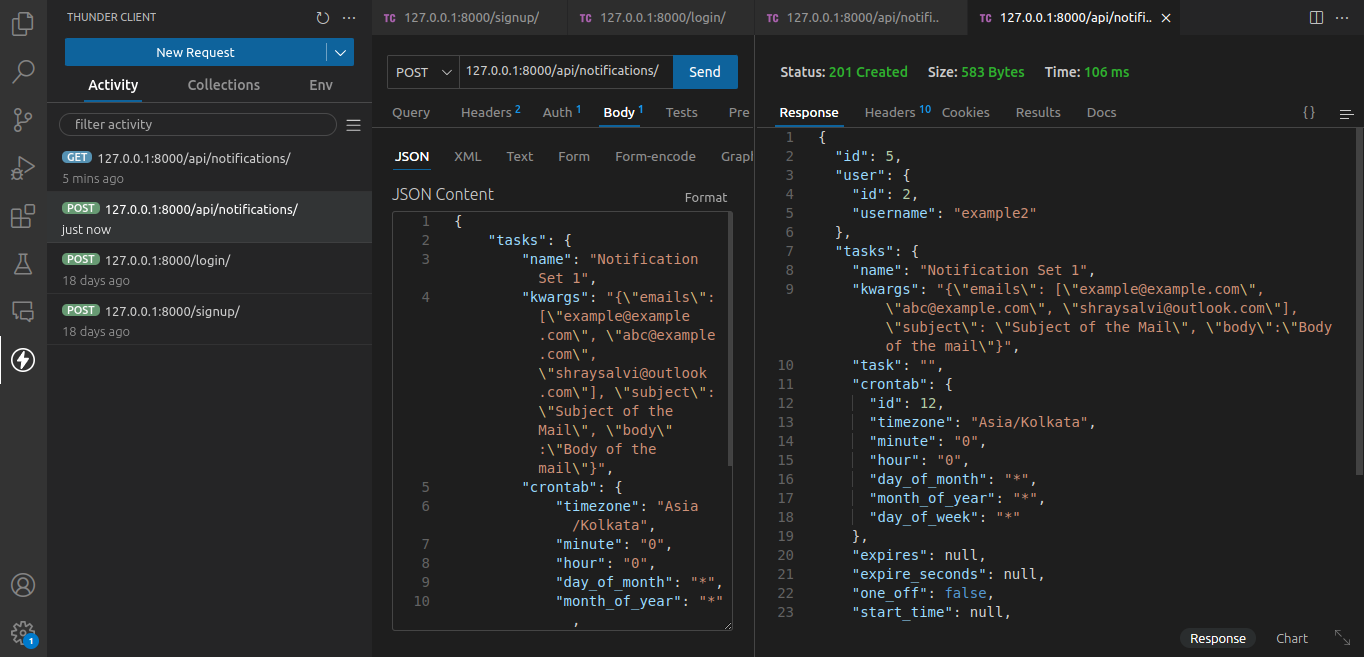 THUNDER CLIENT
New Request
Activity Collections Env
filter activity
GET 127.0.0.1:8000/api/notifications/
5 mins ago
POST 127.0.0.1:8000/api/notifications/
just now
POST 127.0.0.1:8000/login/
18 days ago
POST 127.0.0.1:8000/signup/
18 days ago
1
TC 127.0.0.1:8000/signup/ TC 127.0.0.1:8000/login/ TC 127.0.0.1:8000/api/notifi.. TC 127.0.0.1:8000/api/notifi..
POST 127.0.0.1:8000/api/notifications/ Send
Query Headers 2 Auth 1 Body 1 Tests Pre
JSON XML Text Form Form-encode Grapl
JSON Content Format
1 {
2 "tasks": {
3 "name": "Notification
Set 1",
4 "kwargs": "{\"emails\":
[\"example@example
.com\", \"abc@example
.com\",
\"shraysalvi@outlook
.com\"], \"subject\":
\"Subject of the
Mail\", \"body\"
:\"Body of the
mail\"}",
5 "crontab": {
6 "timezone": "Asia
/Kolkata",
7 "minute": "0",
8 "hour": "0",
9 "day_of_month": "*",
10 "month_of_year": "*"
,
Status: 201 Created Size: 583 Bytes Time: 106 ms
Response Headers 10 Cookies Results Docs {}
1 {
2 "id": 5,
3 "user": {
4 "id": 2,
5 "username": "example2"
6 },
7 "tasks": {
8 "name": "Notification Set 1",
9 "kwargs": "{\"emails\": [\"example@example.com\",
\"abc@example.com\", \"shraysalvi@outlook.com\"],
\"subject\": \"Subject of the Mail\", \"body\":\"Body
of the mail\"}",
10 "task": "",
11 "crontab": {
12 "id": 12,
13 "timezone": "Asia/Kolkata",
14 "minute": "0",
15 "hour": "0",
16 "day_of_month": "*",
17 "month_of_year": "*",
18 "day_of_week": "*"
19 },
20 "expires": null,
21 "expire_seconds": null,
22 "one_off": false,
23 "start_time": null,
Response Chart